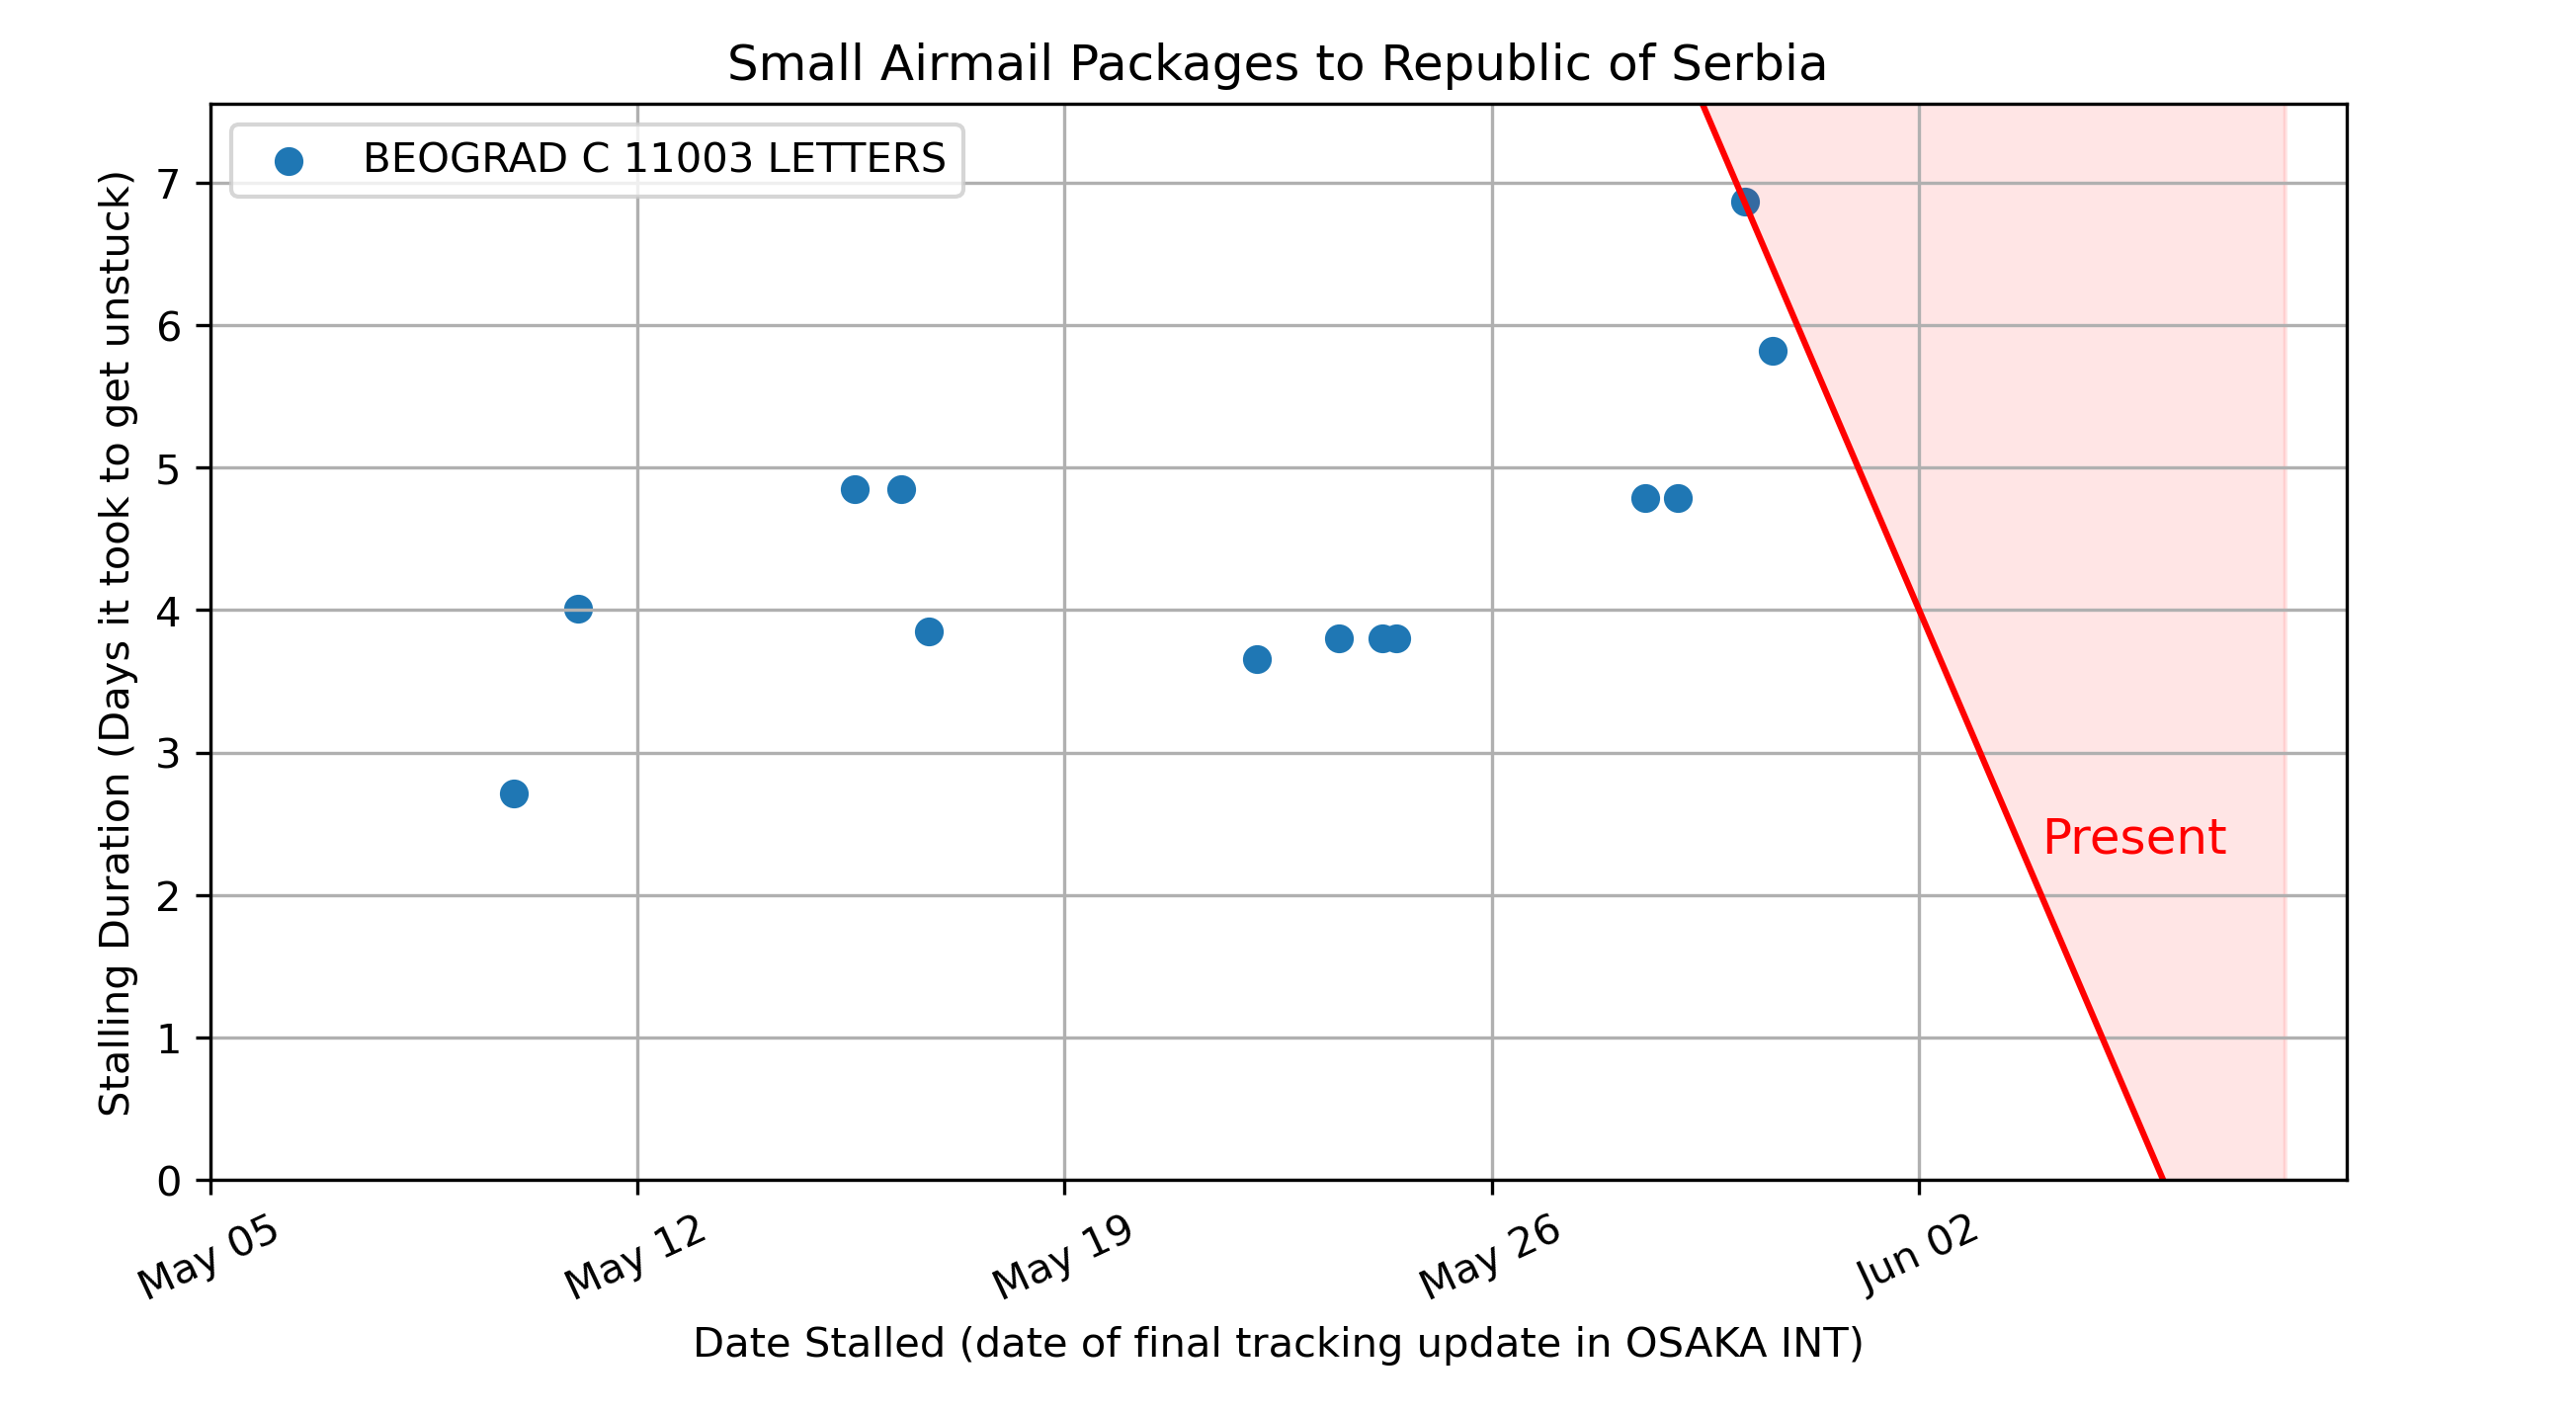 Small Airmail Packages to Republic of Serbia
BEOGRAD C 11003 LETTERS
Stalling Duration (Days it took to get unstuck)
7
6
5
4
3
2
1
0
Present
May 05
May 12
May 19
May 26
Jun 02
Date Stalled (date of final tracking update in OSAKA INT)